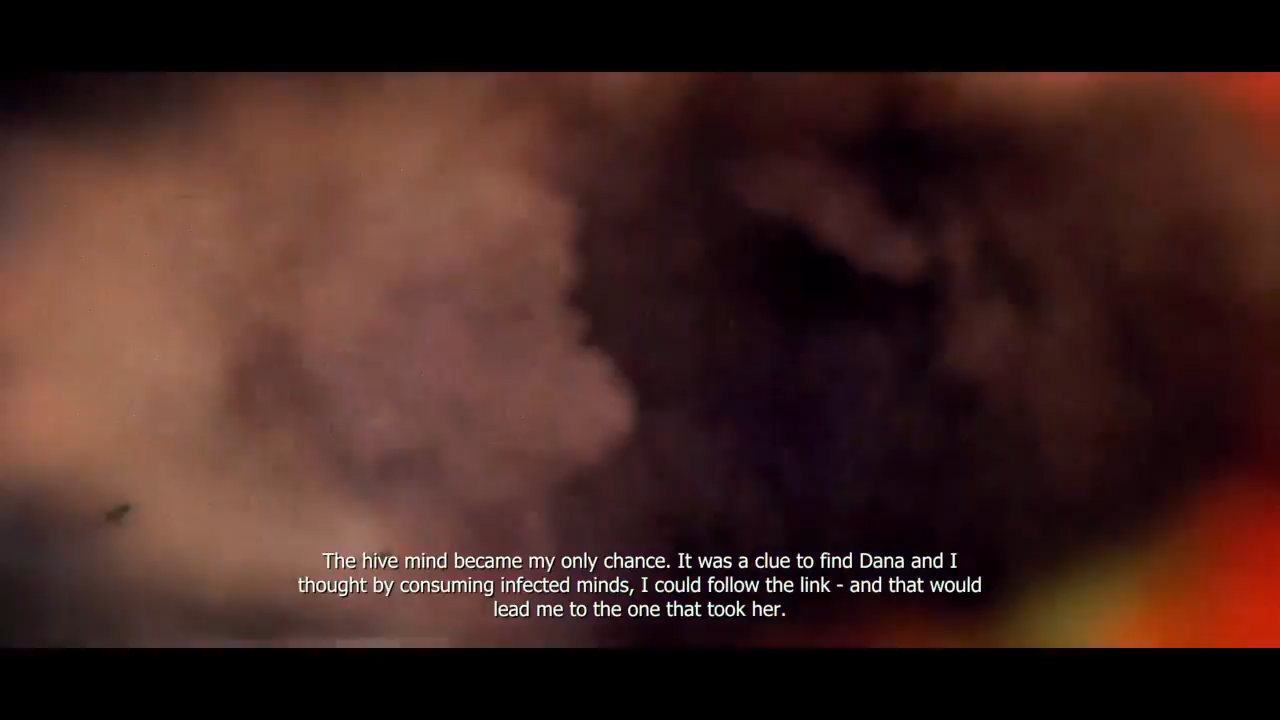 The hive mind became my only chance. It was a clue to find Dana and I
thought by consuming infected minds, I could follow the link - and that would
lead me to the one that took her.